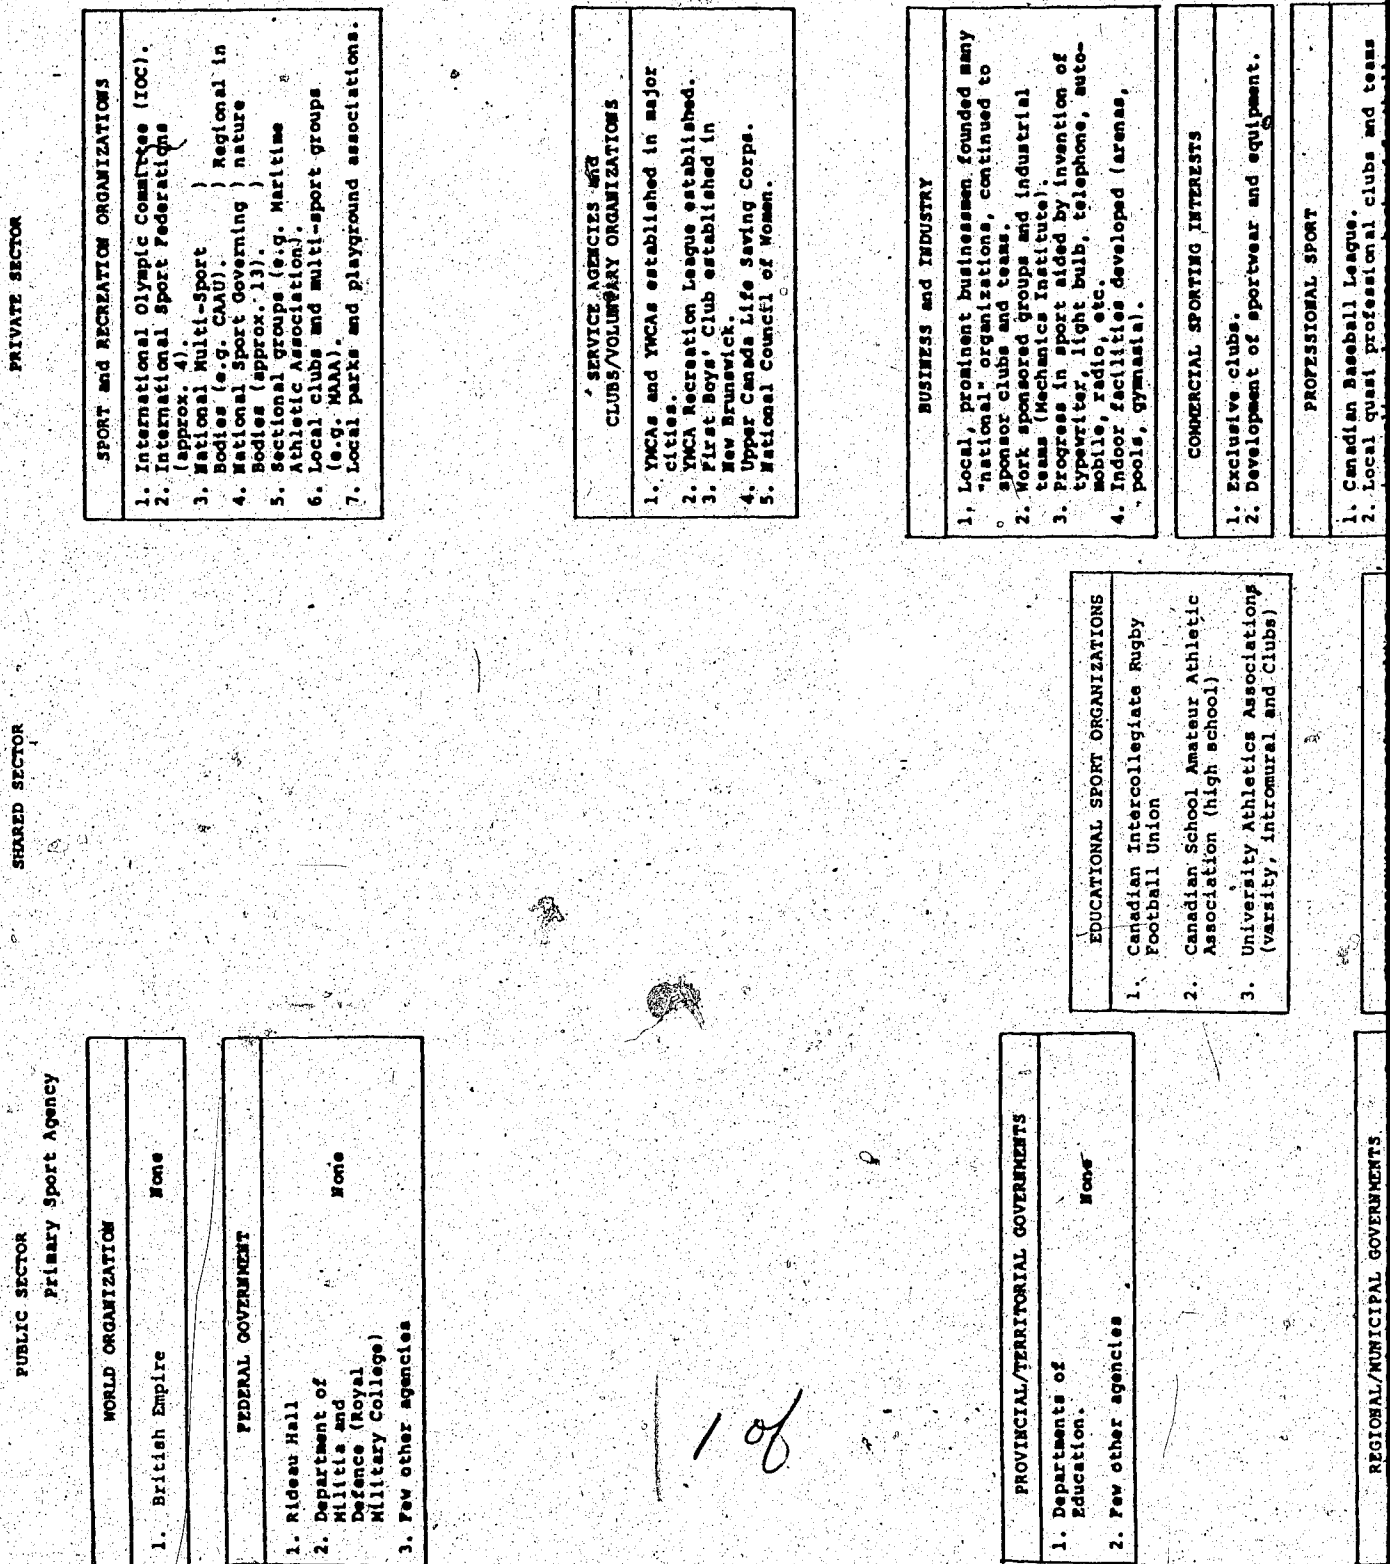 PUBLIC SECTOR
Primary Sport Agency
WORLD ORGANIZATION
1. British Empire None
FEDERAL GOVERNMENT
1. Rideau Hall
2. Department of
Militia and None
Defence (Royal
Military College)
3. Few other agencies
1 of
PROVINCIAL/TERRITORIAL GOVERNMENTS
1. Departments of
Education. None
2. Few other agencies
REGIONAL/MUNICIPAL GOVERNMENTS
SHARED SECTOR
EDUCATIONAL SPORT ORGANIZATIONS
1. Canadian Intercollegiate Rugby
Football Union
2. Canadian School Amateur Athletic
Association (high school)
3. University Athletics Associations
(varsity, intromural and Clubs)
PRIVATE SECTOR
SPORT and RECREATION ORGANIZATIONS
1. International Olympic Committee (IOC).
2. International Sport Federations
(approx. 4).
3. National Multi-Sport )
Bodies (e.g. CAAU). ) Regional in
4. National Sport Governing ) nature
Bodies (approx. 13). )
5. Sectional groups (e.g. Maritime
Athletic Association).
6. Local clubs and multi-sport groups
(e.g. MAAA).
7. Local parks and playground associations.
SERVICE AGENCIES and
CLUBS/VOLUNTARY ORGANIZATIONS
1. YMCAs and YWCAs established in major
cities.
2. YMCA Recreation League established.
3. First Boys' Club established in
New Brunswick.
4. Upper Canada Life Saving Corps.
5. National Council of Women.
BUSINESS and INDUSTRY
1. Local, prominent businessmen founded many
"national" organizations, continued to
sponsor clubs and teams.
2. Work sponsored groups and industrial
teams (Mechanics Institute).
3. Progress in sport aided by invention of
typewriter, light bulb, telephone, auto-
mobile, radio, etc.
4. Indoor facilities developed (arenas,
pools, gymnasia).
COMMERCIAL SPORTING INTERESTS
1. Exclusive clubs.
2. Development of sportwear and equipment.
PROFESSIONAL SPORT
1. Canadian Baseball League.
2. Local quasi professional clubs and teams